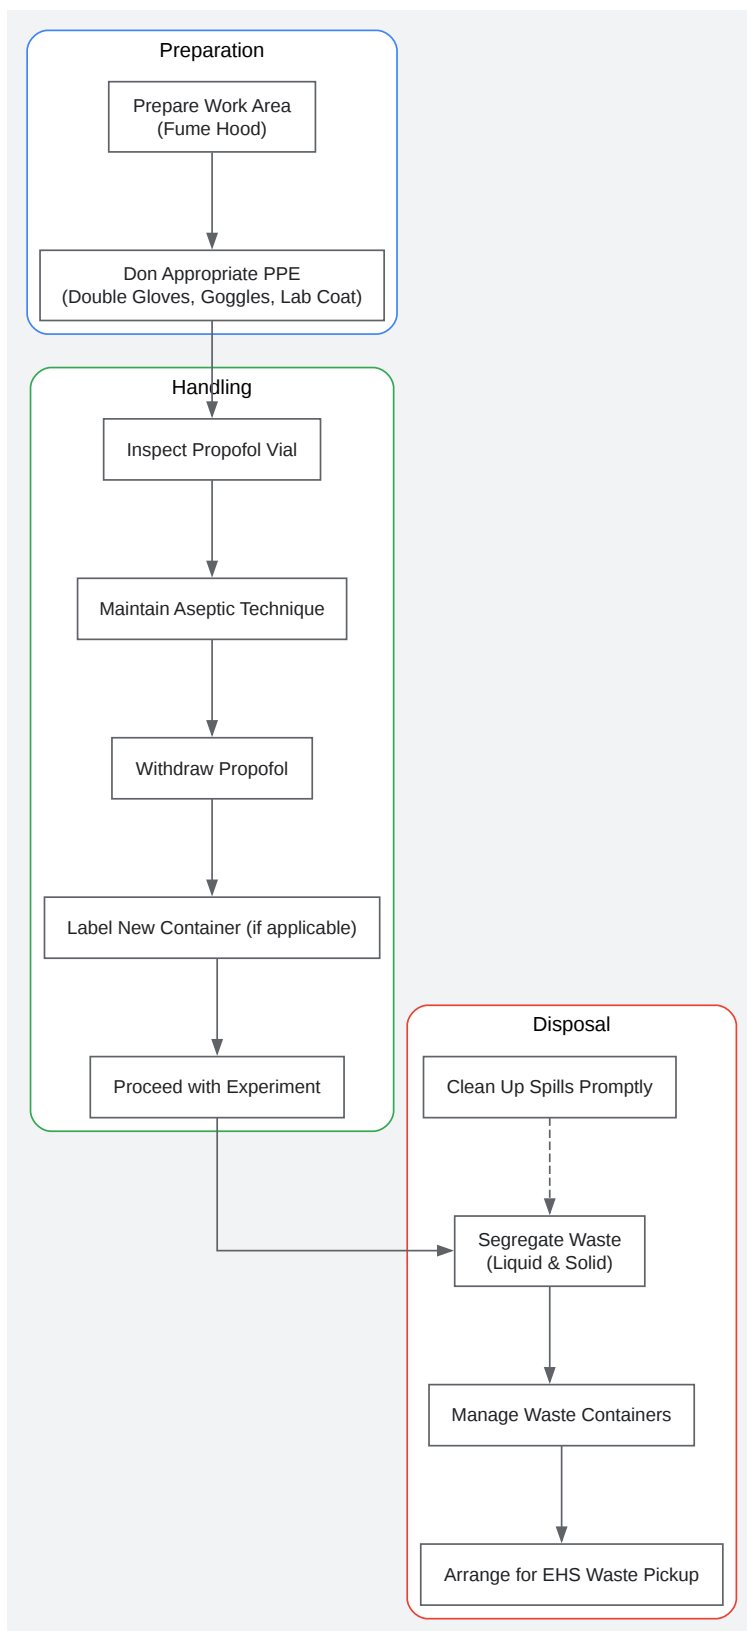 Preparation
Prepare Work Area
(Fume Hood)
Don Appropriate PPE
(Double Gloves, Goggles, Lab Coat)
Handling
Inspect Propofol Vial
Maintain Aseptic Technique
Withdraw Propofol
Label New Container (if applicable)
Proceed with Experiment
Disposal
Clean Up Spills Promptly
Segregate Waste
(Liquid & Solid)
Manage Waste Containers
Arrange for EHS Waste Pickup